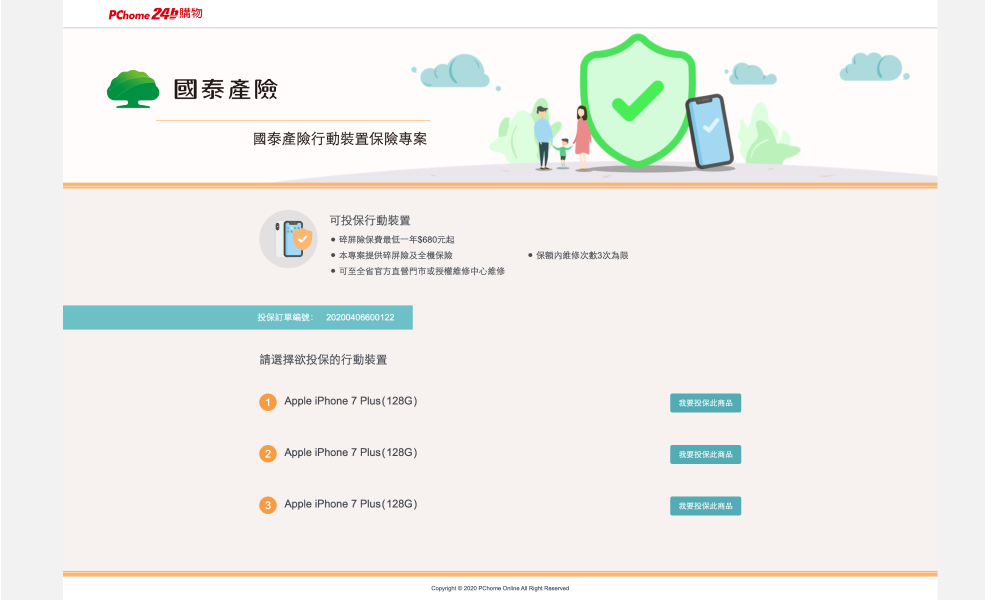 PChome 24h購物
國泰產險
國泰產險行動裝置保險專案
可投保行動裝置
● 碎屏險保費最低一年$680元起
● 本專案提供碎屏險及全機保險
● 保額內維修次數3次為限
● 可至全省官方直營門市或授權維修中心維修
投保訂單編號： 20200406600122
請選擇欲投保的行動裝置
1 Apple iPhone 7 Plus(128G) 我要投保此商品
2 Apple iPhone 7 Plus(128G) 我要投保此商品
3 Apple iPhone 7 Plus(128G) 我要投保此商品
Copyright © 2020 PChome Online All Right Reserved